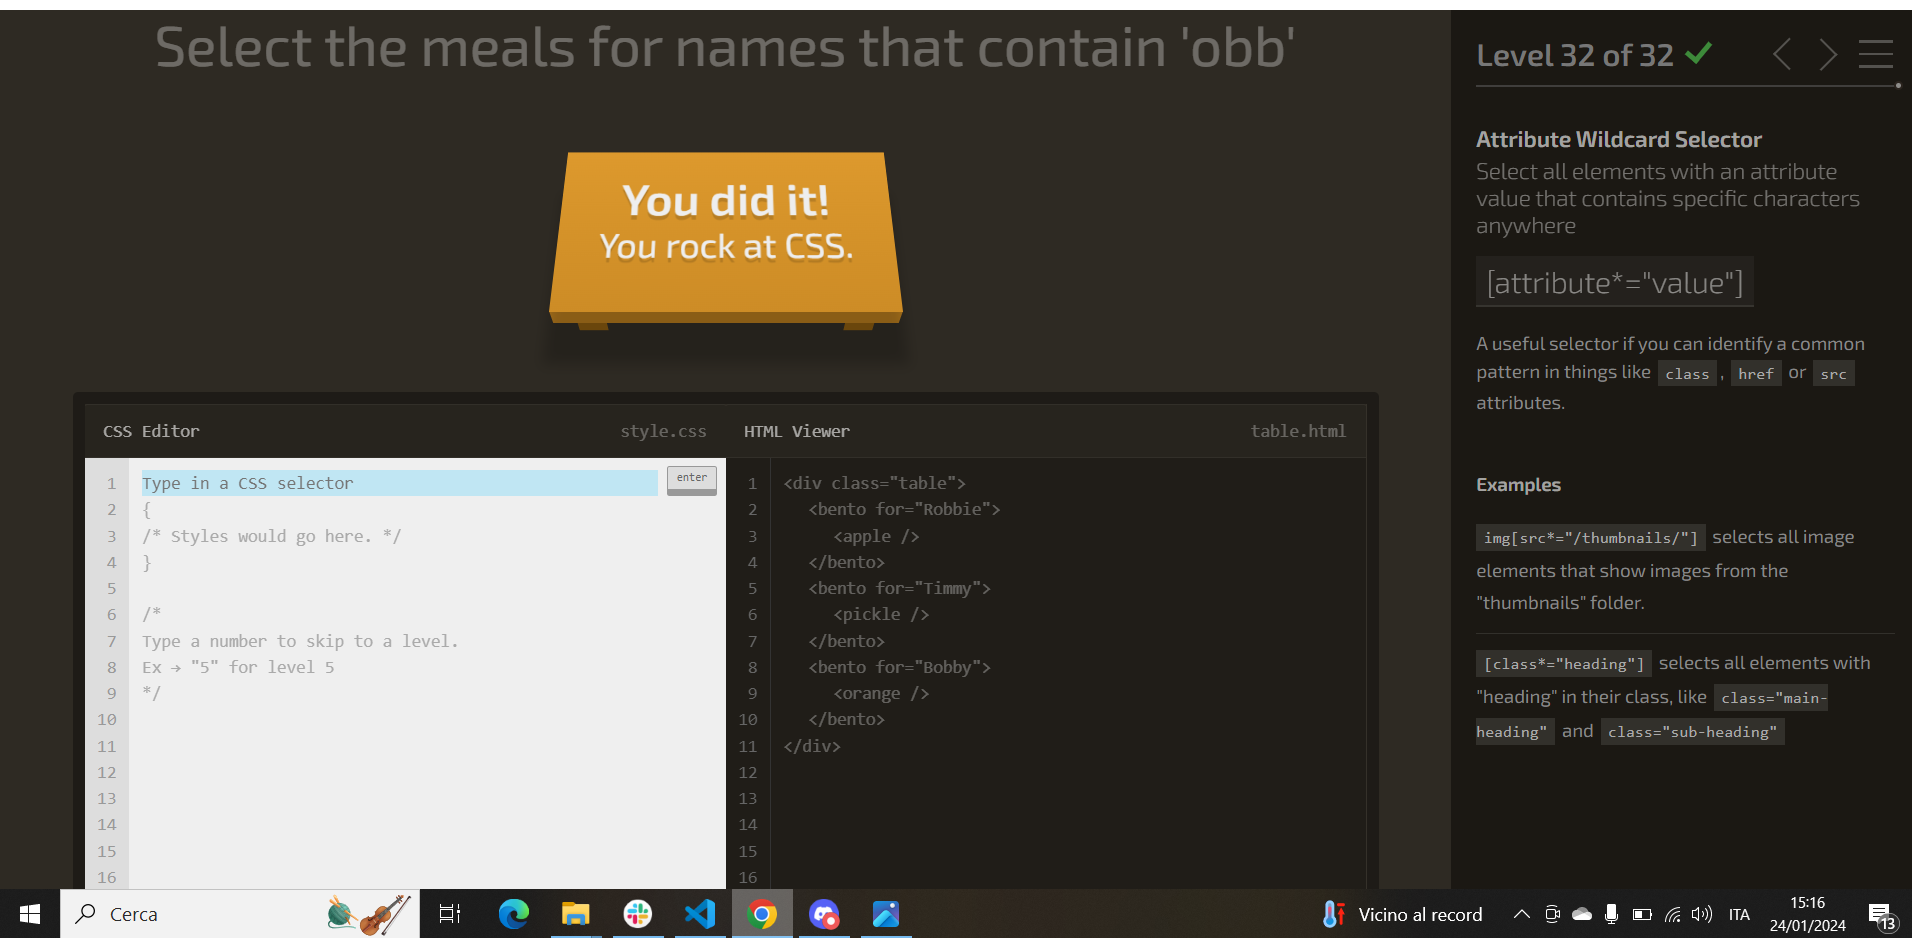 Select the meals for names that contain 'obb'
You did it!
You rock at CSS.
CSS Editor
style.css
1 Type in a CSS selector
enter
2 {
3 /* Styles would go here. */
4 }
5
6 /*
7 Type a number to skip to a level.
8 Ex → "5" for level 5
9 */
10
11
12
13
14
15
16
HTML Viewer
table.html
1 <div class="table">
2 <bento for="Robbie">
3 <apple />
4 </bento>
5 <bento for="Timmy">
6 <pickle />
7 </bento>
8 <bento for="Bobby">
9 <orange />
10 </bento>
11 </div>
12
13
14
15
16
Level 32 of 32
Attribute Wildcard Selector
Select all elements with an attribute
value that contains specific characters
anywhere
[attribute*="value"]
A useful selector if you can identify a common
pattern in things like class , href or src
attributes.
Examples
img[src*="/thumbnails/"] selects all image
elements that show images from the
"thumbnails" folder.
[class*="heading"] selects all elements with
"heading" in their class, like class="main-
heading" and class="sub-heading"
Cerca
Vicino al record
ITA
15:16
24/01/2024
13